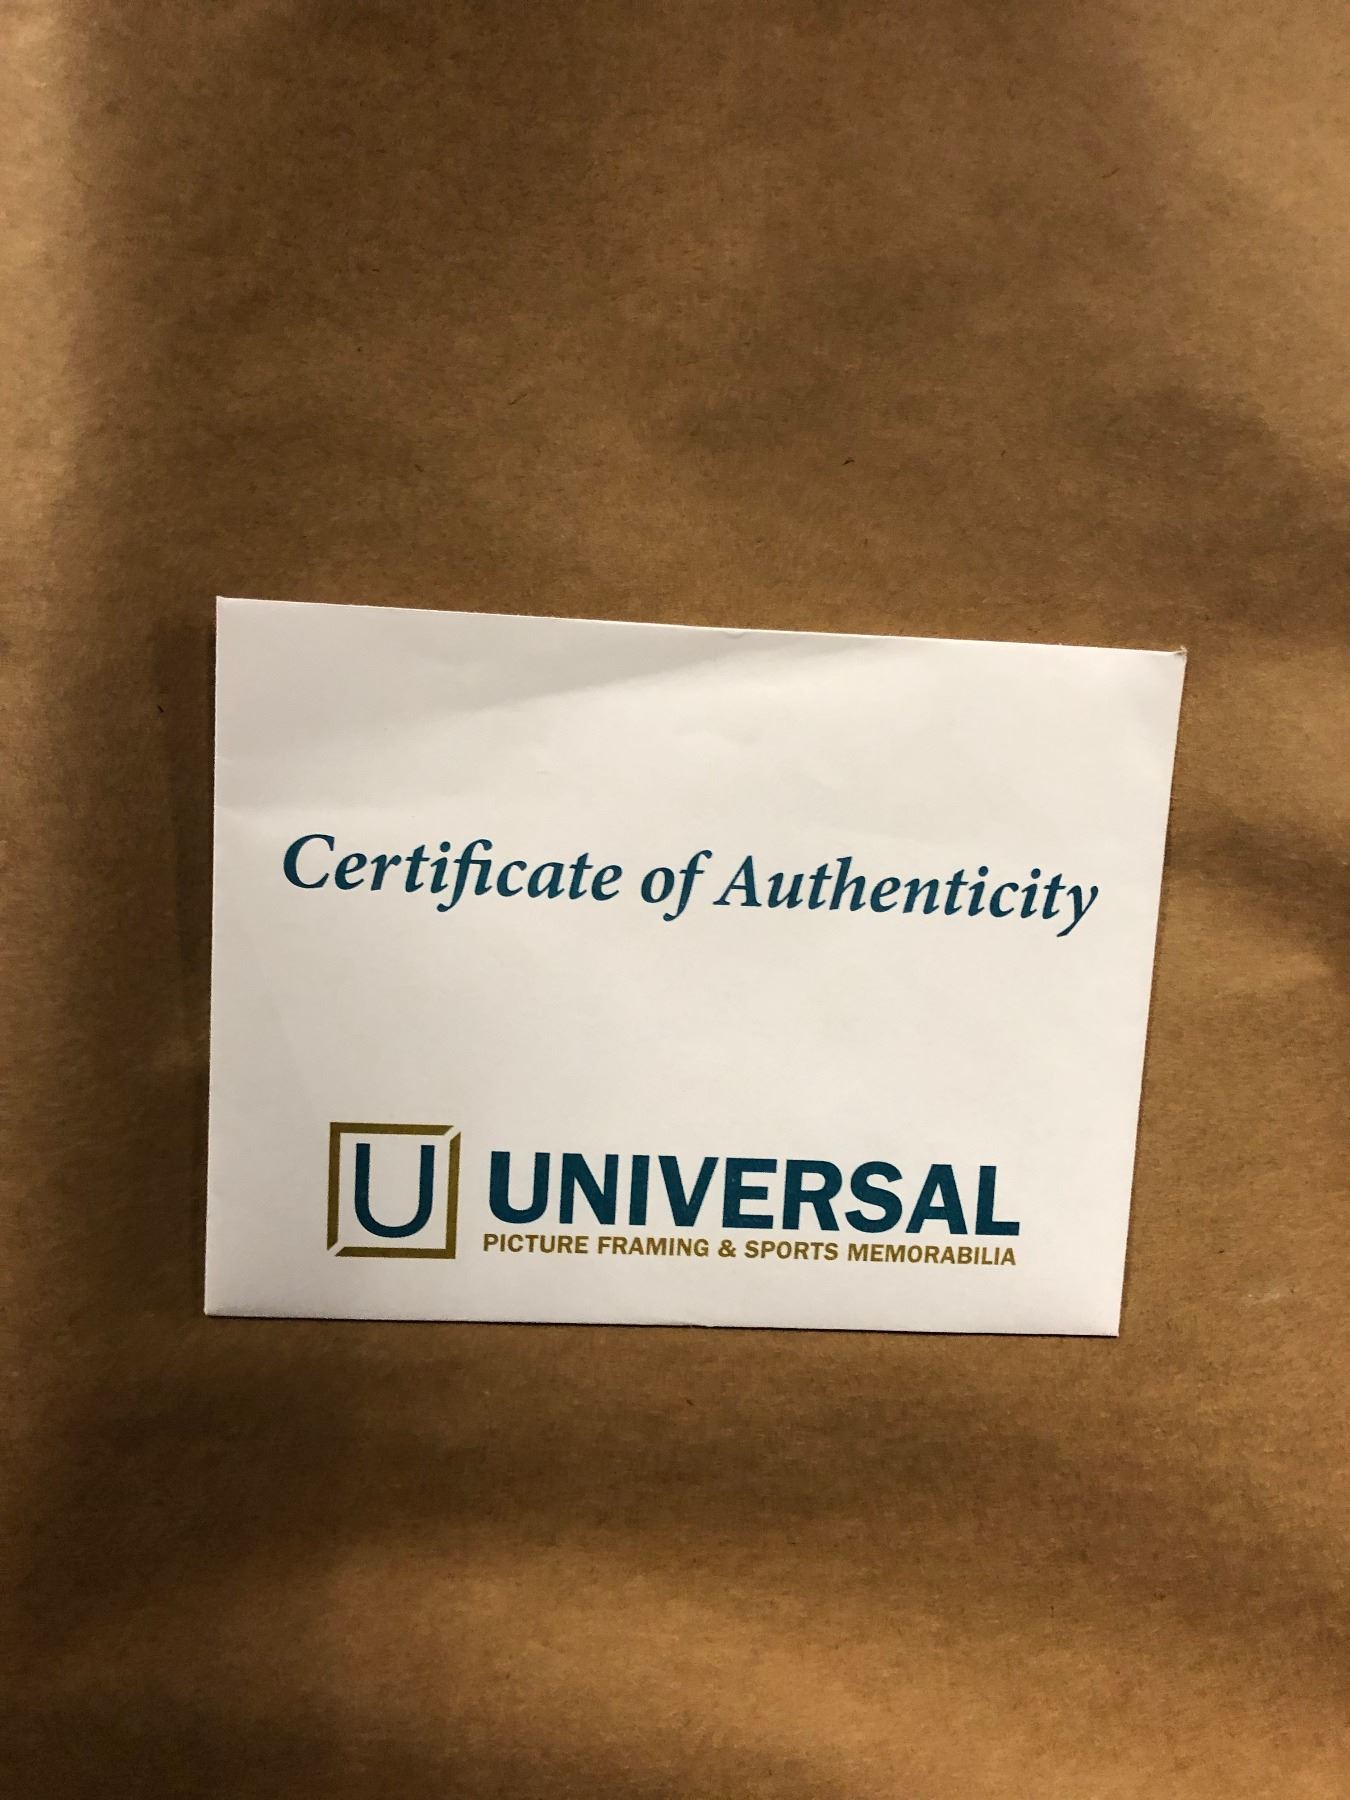 Certificate of Authenticity
U UNIVERSAL
PICTURE FRAMING & SPORTS MEMORABILIA